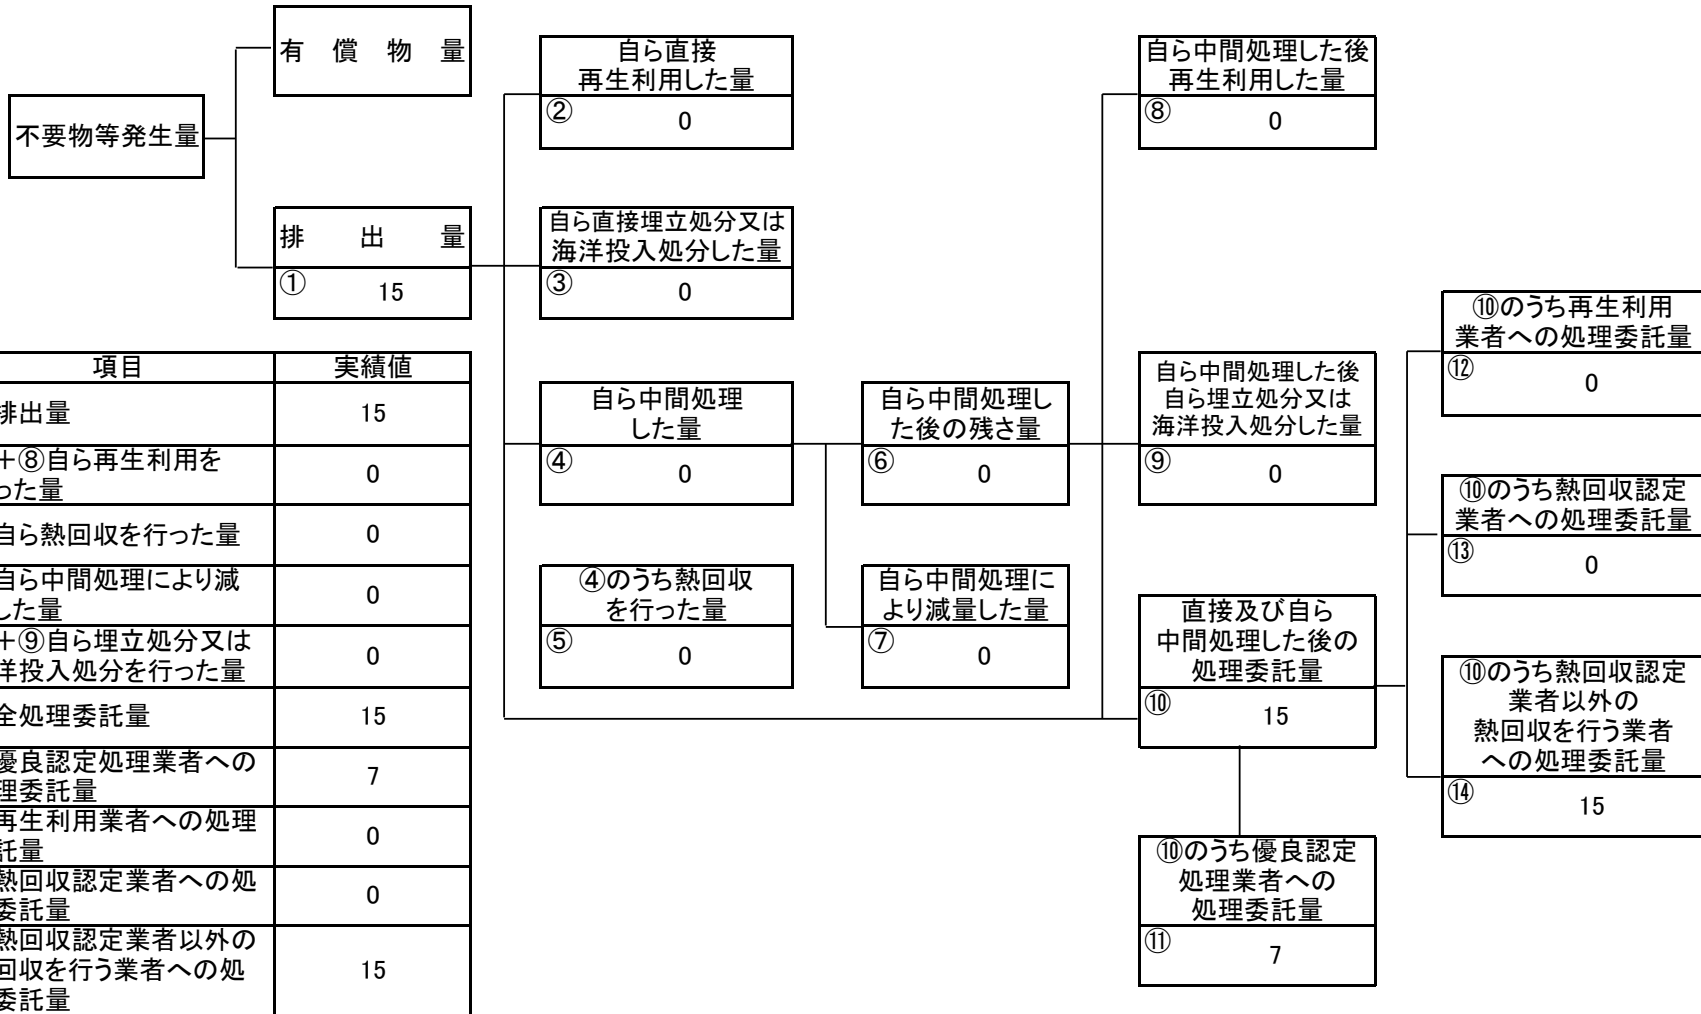 不要物等発生量
有 償 物 量
排 出 量
① 15
自ら直接
再生利用した量
② 0
自ら直接埋立処分又は
海洋投入処分した量
③ 0
自ら中間処理
した量
④ 0
④のうち熱回収
を行った量
⑤ 0
自ら中間処理し
た後の残さ量
⑥ 0
自ら中間処理に
より減量した量
⑦ 0
自ら中間処理した後
再生利用した量
⑧ 0
自ら中間処理した後
自ら埋立処分又は
海洋投入処分した量
⑨ 0
直接及び自ら
中間処理した後の
処理委託量
⑩ 15
⑩のうち優良認定
処理業者への
処理委託量
⑪ 7
⑩のうち再生利用
業者への処理委託量
⑫ 0
⑩のうち熱回収認定
業者への処理委託量
⑬ 0
⑩のうち熱回収認定
業者以外の
熱回収を行う業者
への処理委託量
⑭ 15
項目 実績値
排出量 15
+⑧自ら再生利用を
った量 0
自ら熱回収を行った量 0
自ら中間処理により減
した量 0
+⑨自ら埋立処分又は
洋投入処分を行った量 0
全処理委託量 15
優良認定処理業者への
理委託量 7
再生利用業者への処理
託量 0
熱回収認定業者への処
委託量 0
熱回収認定業者以外の
回収を行う業者への処
委託量 15